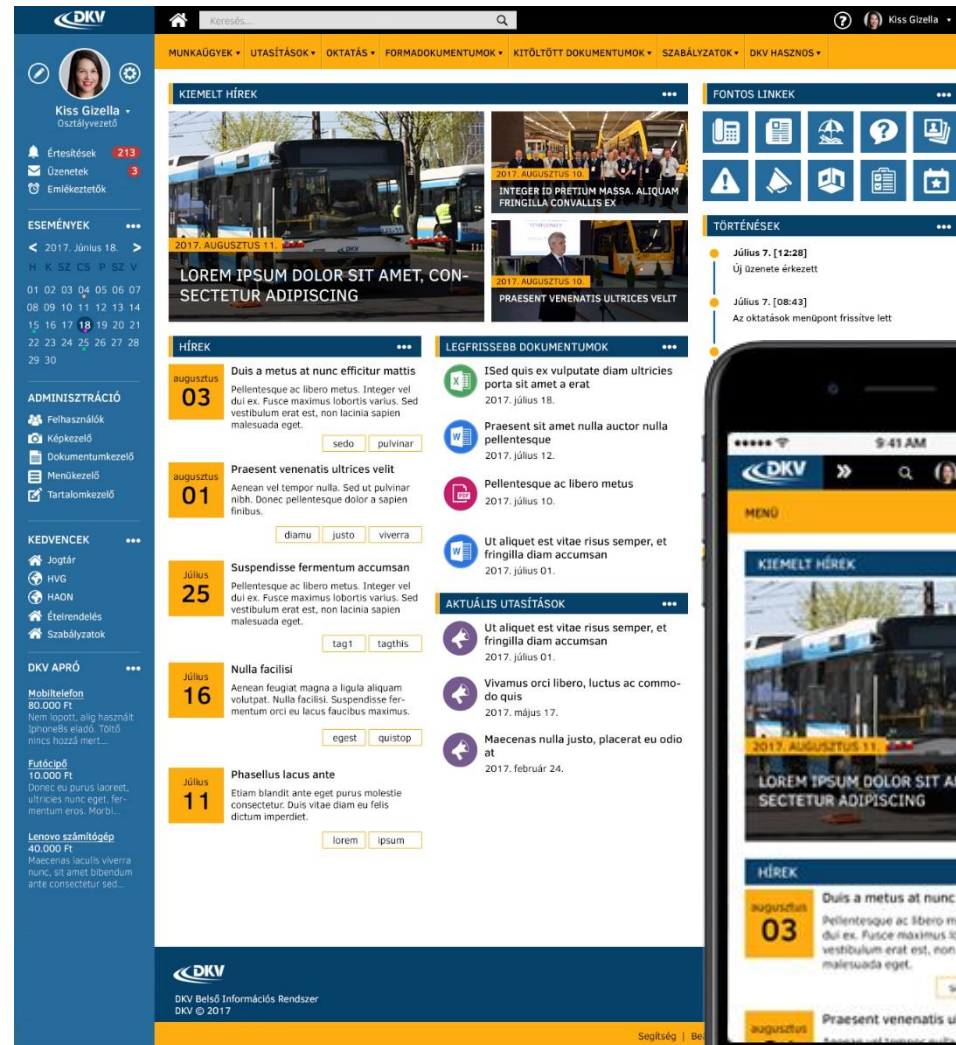 DKV
Keresés...
Kiss Gizella
MUNKAÜGYEK
UTASÍTÁSOK
OKTATÁS
FORMADOKUMENTUMOK
KITÖLTÖTT DOKUMENTUMOK
SZABÁLYZATOK
DKV HASZNOS
Kiss Gizella
Osztályvezető
Értesítések 213
Üzenetek 3
Emlékeztetők
ESEMÉNYEK
< 2017. Június 18. >
H K SZ CS P SZ V
01 02 03 04 05 06 07
08 09 10 11 12 13 14
15 16 17 18 19 20 21
22 23 24 25 26 27 28
29 30
ADMINISZTRÁCIÓ
Felhasználók
Képkezelő
Dokumentumkezelő
Menükezelő
Tartalomkezelő
KEDVENCEK
Jogtár
HVG
HAON
Ételrendelés
Szabályzatok
DKV APRÓ
Mobiltelefon
80.000 Ft
Nem lopott, alig használt
Iphone8s eladó. Töltő
nincs hozzá mert...
Futócipő
10.000 Ft
Donec eu purus laoreet,
ultricies nunc eget, fer-
mentum eros. Morbi...
Lenovo számítógép
40.000 Ft
Maecenas iaculis viverra
nunc, sit amet bibendum
ante consectetur sed...
KIEMELT HÍREK
2017. AUGUSZTUS 11.
LOREM IPSUM DOLOR SIT AMET, CON-
SECTETUR ADIPISCING
2017. AUGUSZTUS 10.
INTEGER ID PRETIUM MASSA. ALIQUAM
FRINGILLA CONVALLIS EX
2017. AUGUSZTUS 10.
PRAESENT VENENATIS ULTRICES VELIT
HÍREK
augusztus
03
Duis a metus at nunc efficitur mattis
Pellentesque ac libero metus. Integer vel
dui ex. Fusce maximus lobortis varius. Sed
vestibulum erat est, non lacinia sapien
malesuada eget.
sedo
pulvinar
augusztus
01
Praesent venenatis ultrices velit
Aenean vel tempor nulla. Sed ut pulvinar
nibh. Donec pellentesque dolor a sapien
finibus.
diamu
justo
viverra
Július
25
Suspendisse fermentum accumsan
Pellentesque ac libero metus. Integer vel
dui ex. Fusce maximus lobortis varius. Sed
vestibulum erat est, non lacinia sapien
malesuada eget.
tag1
tagthis
Július
16
Nulla facilisi
Aenean feugiat magna a ligula aliquam
volutpat. Nulla facilisi. Suspendisse fer-
mentum orci eu lacus faucibus maximus.
egest
quistop
Július
11
Phasellus lacus ante
Etiam blandit ante eget purus molestie
consectetur. Duis vitae diam eu felis
dictum imperdiet.
lorem
ipsum
LEGFRISSEBB DOKUMENTUMOK
ISed quis ex vulputate diam ultricies
porta sit amet a erat
2017. július 18.
Praesent sit amet nulla auctor nulla
pellentesque
2017. július 12.
Pellentesque ac libero metus
2017. július 10.
Ut aliquet est vitae risus semper, et
fringilla diam accumsan
2017. július 01.
AKTUÁLIS UTASÍTÁSOK
Ut aliquet est vitae risus semper, et
fringilla diam accumsan
2017. július 01.
Vivamus orci libero, luctus ac commo-
do quis
2017. május 17.
Maecenas nulla justo, placerat eu odio
at
2017. február 24.
FONTOS LINKEK
TÖRTÉNÉSEK
Július 7. [12:28]
Új üzenete érkezett
Július 7. [08:43]
Az oktatások menüpont frissítve lett
9:41 AM
DKV
MENÜ
KIEMELT HÍREK
2017. AUGUSZTUS 11.
LOREM IPSUM DOLOR SIT A
SECTETUR ADIPISCING
HÍREK
augusztus
03
Duis a metus at nunc
Pellentesque ac libero m
dui ex. Fusce maximus l
vestibulum erat est, non
malesuada eget.
augusztus
Praesent venenatis u
DKV
DKV Belső Információs Rendszer
DKV © 2017
Segítség |